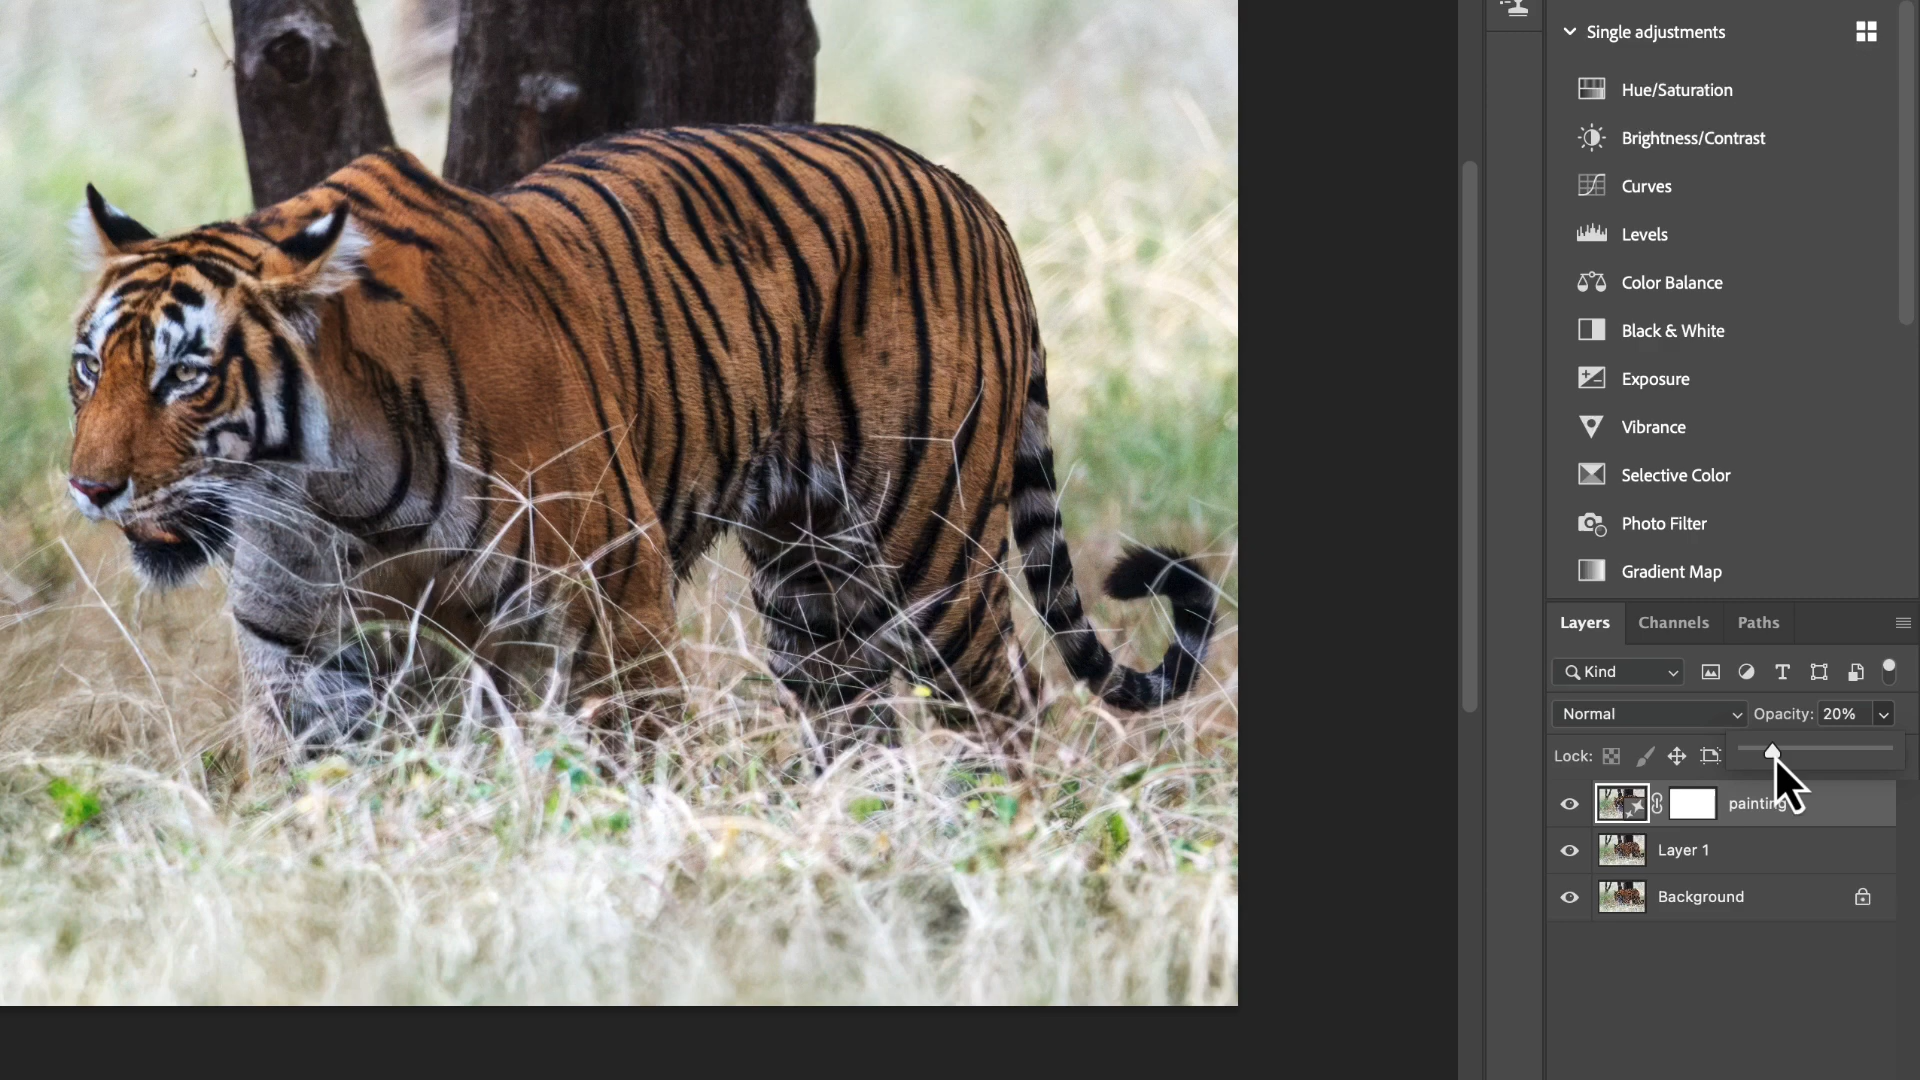 Single adjustments
Hue/Saturation
Brightness/Contrast
Curves
Levels
Color Balance
Black & White
Exposure
Vibrance
Selective Color
Photo Filter
Gradient Map
Layers Channels Paths
Kind
Normal Opacity: 20%
Lock:
painting
Layer 1
Background